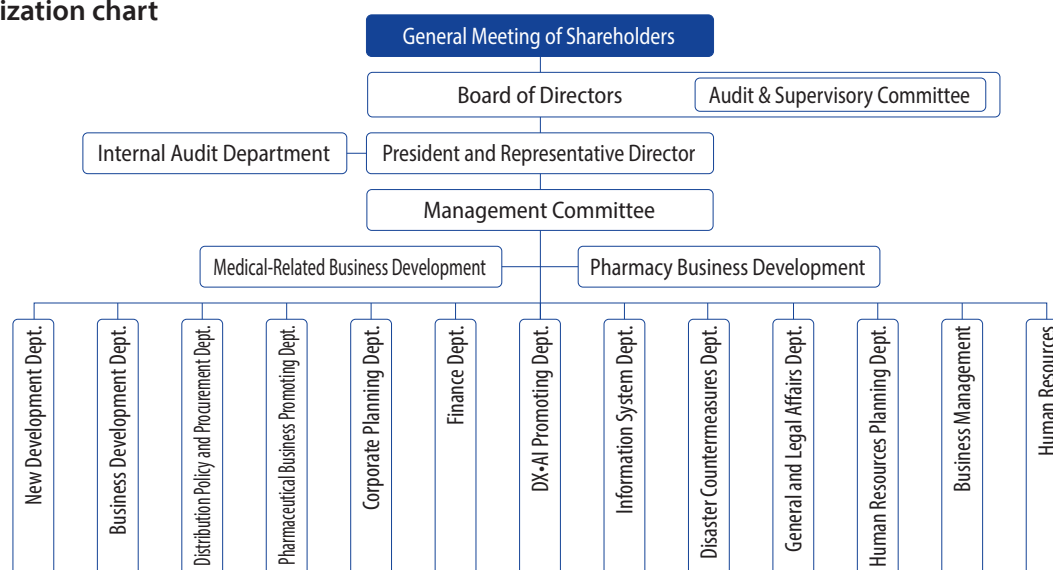 ization chart
General Meeting of Shareholders
Board of Directors
Audit & Supervisory Committee
Internal Audit Department
President and Representative Director
Management Committee
Medical-Related Business Development
Pharmacy Business Development
New Development Dept.
Business Development Dept.
Distribution Policy and Procurement Dept.
Pharmaceutical Business Promoting Dept.
Corporate Planning Dept.
Finance Dept.
DX•AI Promoting Dept.
Information System Dept.
Disaster Countermeasures Dept.
General and Legal Affairs Dept.
Human Resources Planning Dept.
Business Management
Human Resources